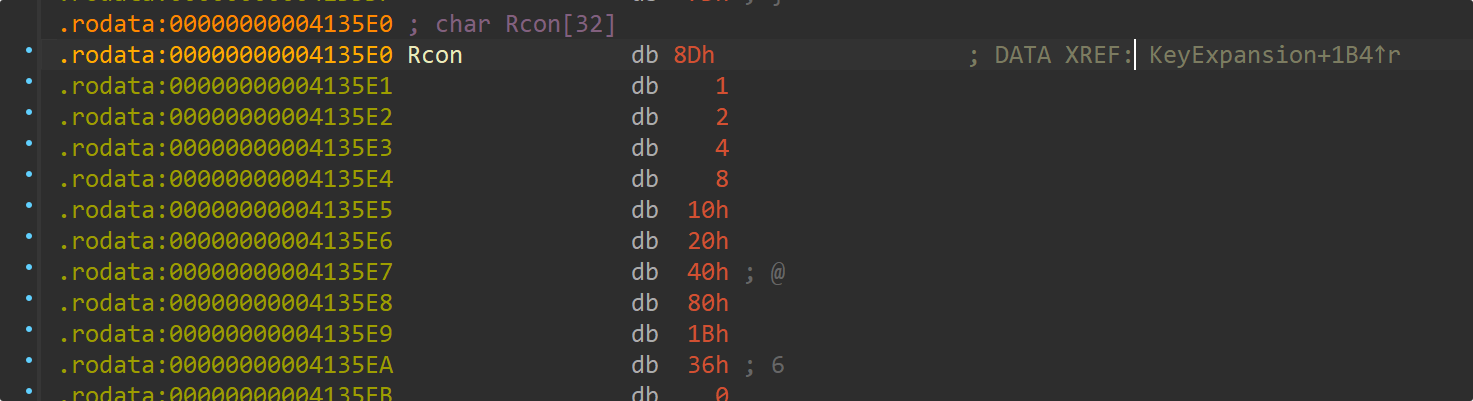 .rodata:00000000004135E0 ; char Rcon[32]
.rodata:00000000004135E0 Rcon db 8Dh ; DATA XREF: KeyExpansion+1B4↑r
.rodata:00000000004135E1 db 1
.rodata:00000000004135E2 db 2
.rodata:00000000004135E3 db 4
.rodata:00000000004135E4 db 8
.rodata:00000000004135E5 db 10h
.rodata:00000000004135E6 db 20h
.rodata:00000000004135E7 db 40h ; @
.rodata:00000000004135E8 db 80h
.rodata:00000000004135E9 db 1Bh
.rodata:00000000004135EA db 36h ; 6
.rodata:00000000004135EB db 0